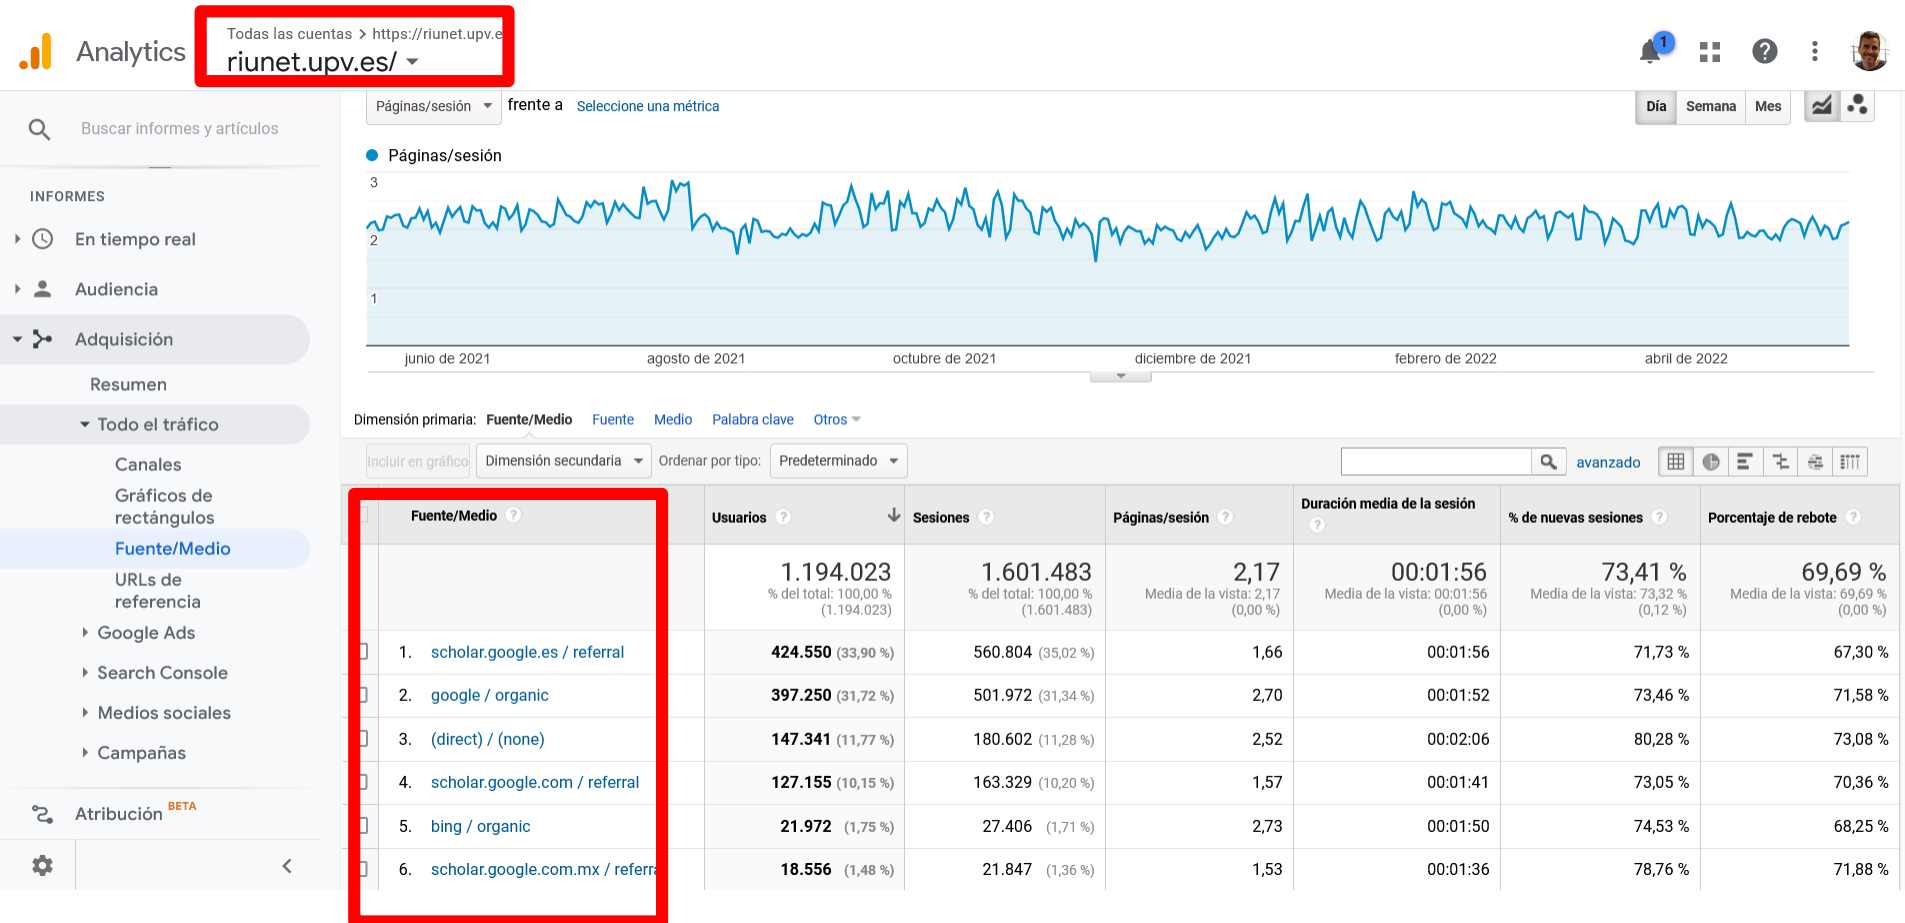 Analytics
Todas las cuentas > https://riunet.upv.e
riunet.upv.es/
1
Buscar informes y artículos
INFORMES
En tiempo real
Audiencia
Adquisición
Resumen
Todo el tráfico
Canales
Gráficos de
rectángulos
Fuente/Medio
URLs de
referencia
Google Ads
Search Console
Medios sociales
Campañas
Atribución BETA
Páginas/sesión frente a Seleccione una métrica
Día Semana Mes
Páginas/sesión
3
2
1
junio de 2021 agosto de 2021 octubre de 2021 diciembre de 2021 febrero de 2022 abril de 2022
Dimensión primaria: Fuente/Medio Fuente Medio Palabra clave Otros
Incluir en gráfico Dimensión secundaria Ordenar por tipo: Predeterminado avanzado
Fuente/Medio ? Usuarios ? Sesiones ? Páginas/sesión ? Duración media de la sesión ? % de nuevas sesiones ? Porcentaje de rebote ?
1.194.023 1.601.483 2,17 00:01:56 73,41 % 69,69 %
% del total: 100,00 % % del total: 100,00 % Media de la vista: 2,17 Media de la vista: 00:01:56 Media de la vista: 73,32 % Media de la vista: 69,69 %
(1.194.023) (1.601.483) (0,00 %) (0,00 %) (0,12 %) (0,00 %)
1. scholar.google.es / referral 424.550 (33,90 %) 560.804 (35,02 %) 1,66 00:01:56 71,73 % 67,30 %
2. google / organic 397.250 (31,72 %) 501.972 (31,34 %) 2,70 00:01:52 73,46 % 71,58 %
3. (direct) / (none) 147.341 (11,77 %) 180.602 (11,28 %) 2,52 00:02:06 80,28 % 73,08 %
4. scholar.google.com / referral 127.155 (10,15 %) 163.329 (10,20 %) 1,57 00:01:41 73,05 % 70,36 %
5. bing / organic 21.972 (1,75 %) 27.406 (1,71 %) 2,73 00:01:50 74,53 % 68,25 %
6. scholar.google.com.mx / referra 18.556 (1,48 %) 21.847 (1,36 %) 1,53 00:01:36 78,76 % 71,88 %